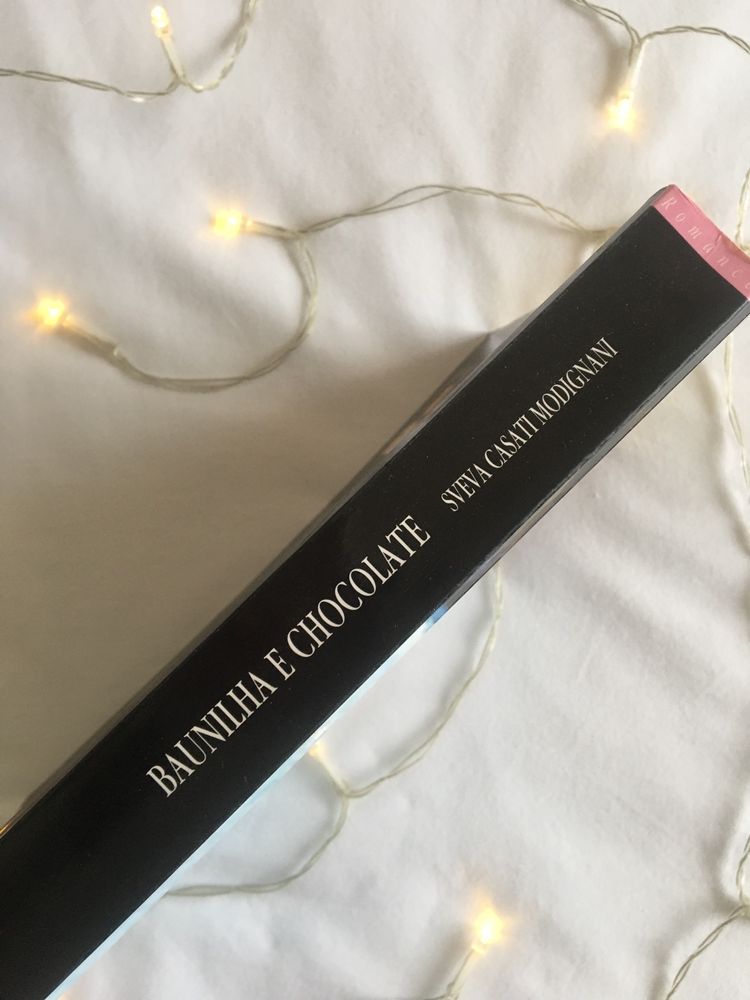 BAUNILHA E CHOCOLATE
SVEVA CASATI MODIGNANI